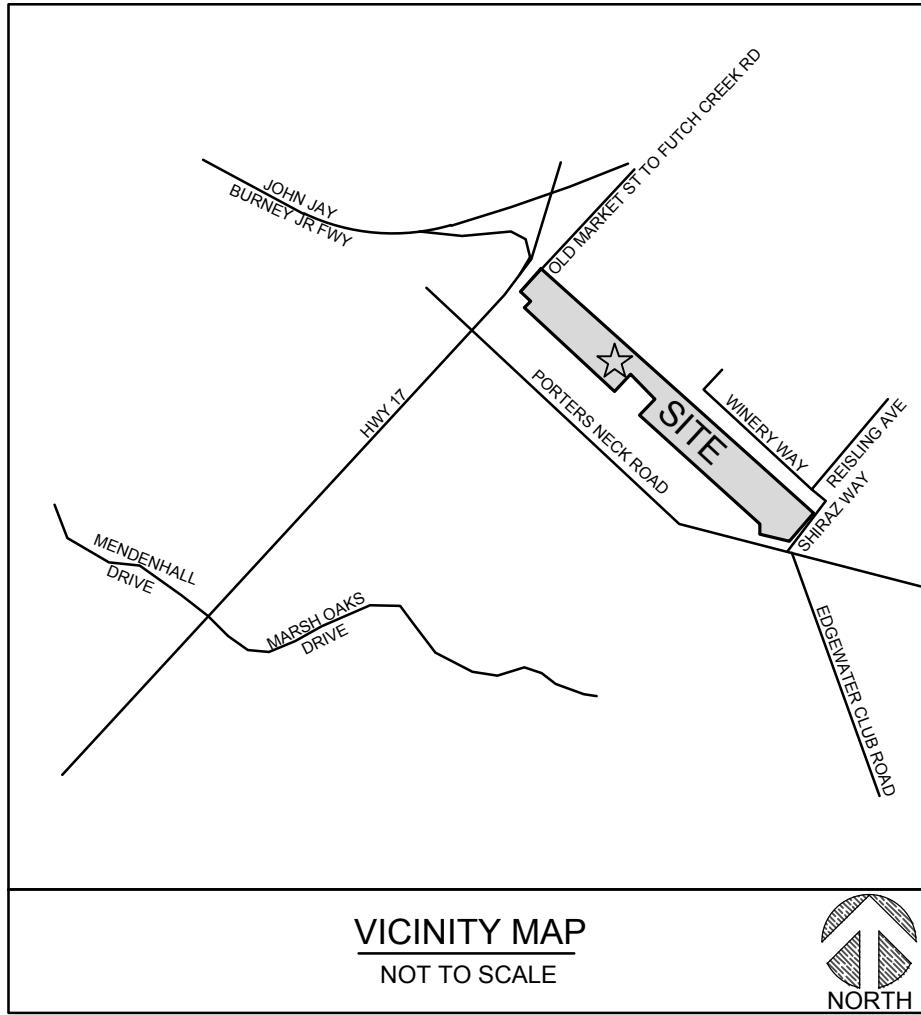 OLD MARKET ST TO FUTCH CREEK RD
JOHN JAY
BURNEY JR FWY
HWY 17
PORTERS NECK ROAD
SITE
WINERY WAY
REISLING AVE
SHIRAZ WAY
MENDENHALL
DRIVE
MARSH OAKS
DRIVE
EDGEWATER CLUB ROAD
VICINITY MAP
NOT TO SCALE
NORTH